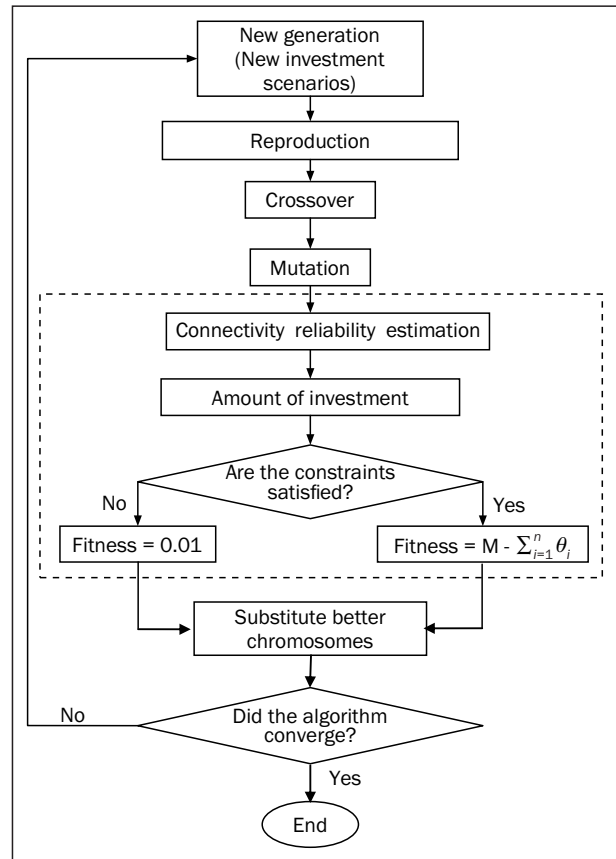 New generation
(New investment
scenarios)
Reproduction
Crossover
Mutation
Connectivity reliability estimation
Amount of investment
Are the constraints
satisfied?
No
Yes
Fitness = 0.01
Fitness = M - ∑ⁿᵢ₌₁ θᵢ
Substitute better
chromosomes
No
Did the algorithm
converge?
Yes
End